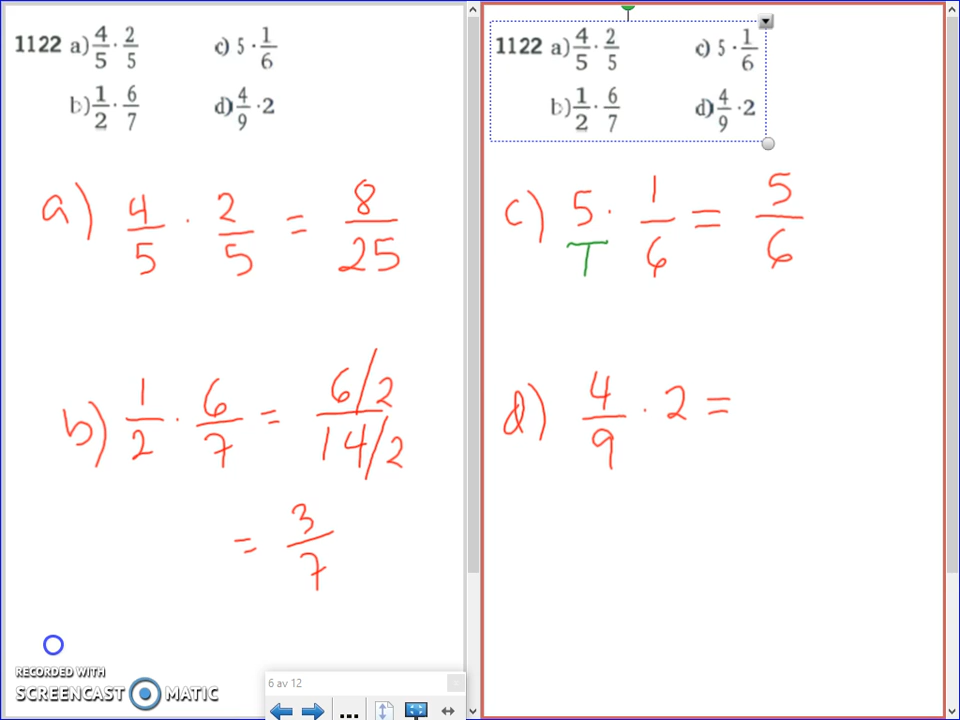 1122 a) 4/5 · 2/5 c) 5 · 1/6
b) 1/2 · 6/7 d) 4/9 · 2
a) 4/5 · 2/5 = 8/25
b) 1/2 · 6/7 = 6/2 / 14/2
= 3/7
RECORDED WITH
SCREENCAST MATIC
6 av 12
1122 a) 4/5 · 2/5 c) 5 · 1/6
b) 1/2 · 6/7 d) 4/9 · 2
c) 5/1 · 1/6 = 5/6
d) 4/9 · 2 =